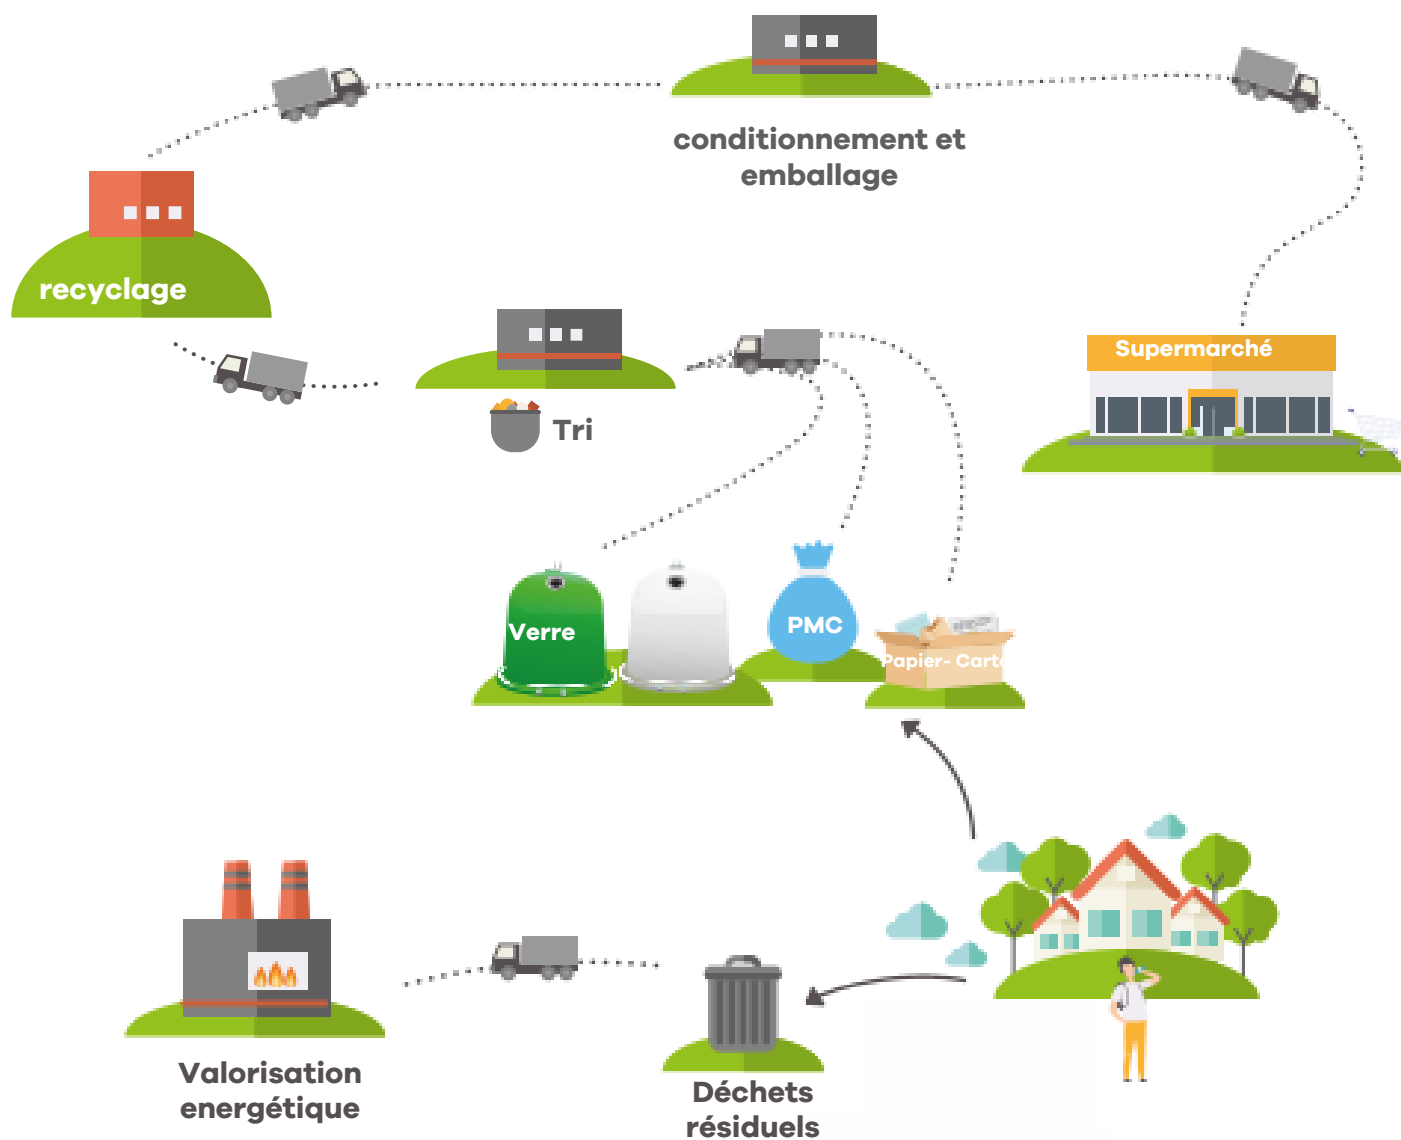 conditionnement et
emballage
recyclage
Supermarché
Tri
Verre
PMC
Papier- Carto
Valorisation
energétique
Déchets
résiduels